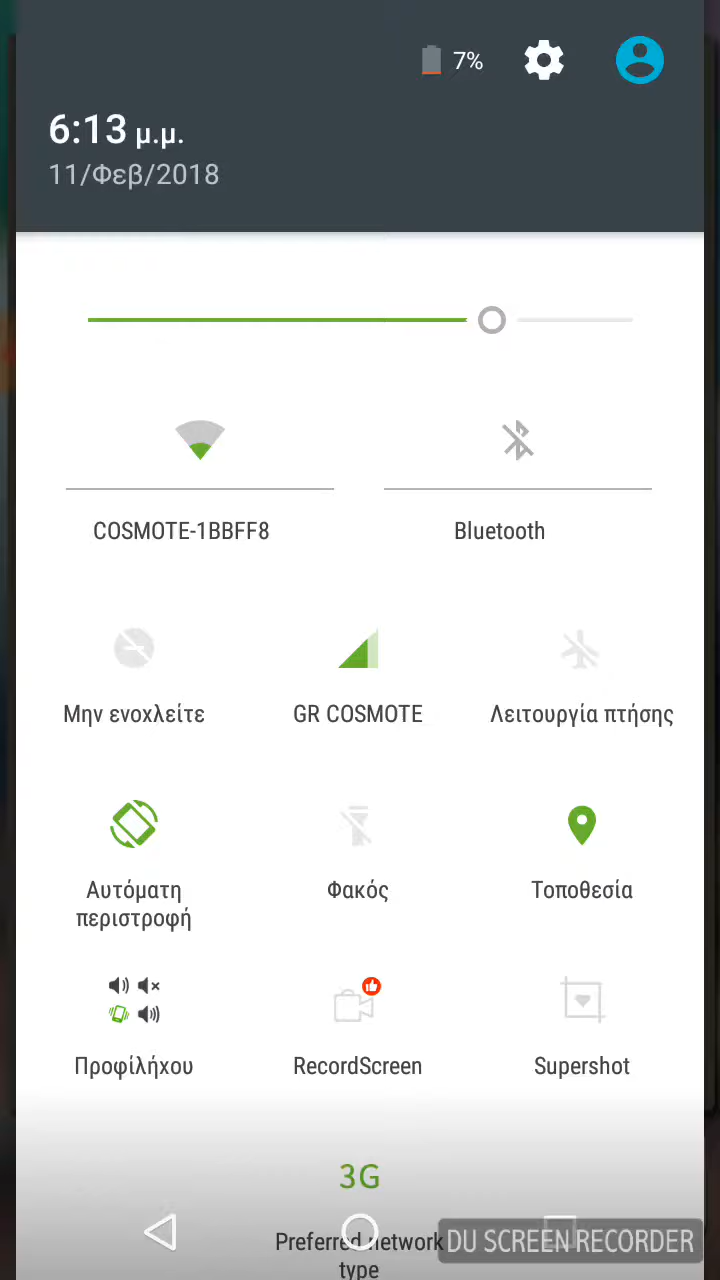 7%
6:13 μ.μ.
11/Φεβ/2018
COSMOTE-1BBFF8
Bluetooth
Μην ενοχλείτε
GR COSMOTE
Λειτουργία πτήσης
Αυτόματη
περιστροφή
Φακός
Τοποθεσία
Προφίλήχου
RecordScreen
Supershot
3G
Preferred network
type
DU SCREEN RECORDER